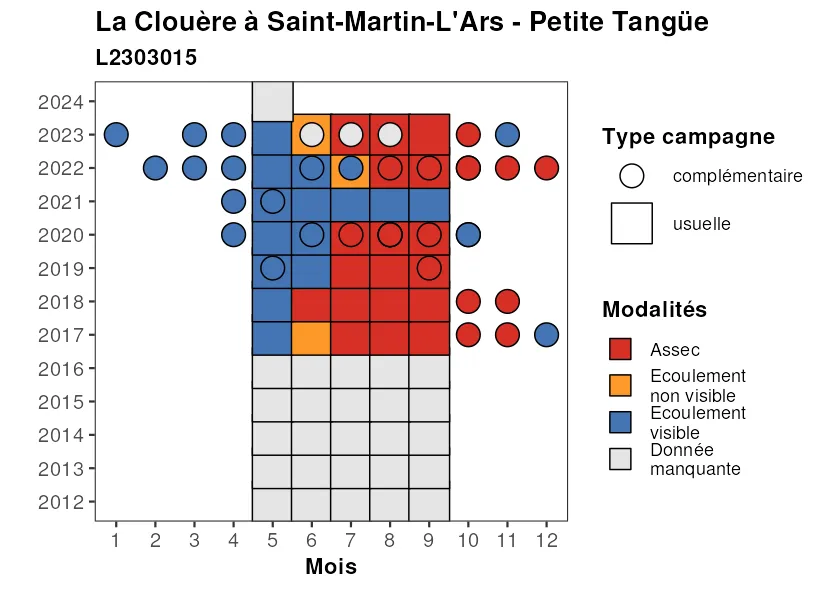 La Clouère à Saint-Martin-L'Ars - Petite Tangüe
L2303015
2024
2023
2022
2021
2020
2019
2018
2017
2016
2015
2014
2013
2012
1 2 3 4 5 6 7 8 9 10 11 12
Mois
Type campagne
complémentaire
usuelle
Modalités
Assec
Ecoulement
non visible
Ecoulement
visible
Donnée
manquante